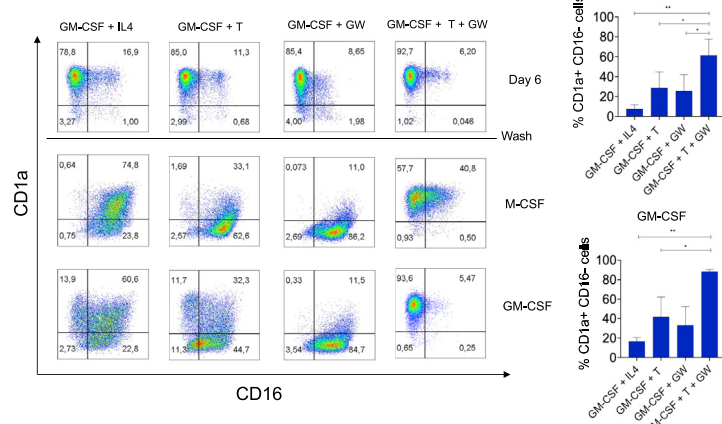 GM-CSF + IL4 GM-CSF + T GM-CSF + GW GM-CSF + T + GW
78,8 16,9 85,0 11,3 85,4 8,65 92,7 6,20
Day 6
3,27 1,00 2,99 0,68 4,00 1,98 1,02 0,046
Wash
CD1a
0,64 74,8 1,69 33,1 0,073 11,0 57,7 40,8
M-CSF
0,75 23,8 2,57 62,6 2,69 86,2 0,93 0,50
13,9 60,6 11,7 32,3 0,33 11,5 93,6 5,47
GM-CSF
2,73 22,8 11,3 44,7 3,54 84,7 0,65 0,25
CD16
% CD1a+ CD16- cells
100
80
60
40
20
0
**
*
*
GM-CSF + IL4
GM-CSF + T
GM-CSF + GW
GM-CSF + T + GW
GM-CSF
% CD1a+ CD16- cells
100
80
60
40
20
0
**
*
GM-CSF + IL4
GM-CSF + T
GM-CSF + GW
GM-CSF + T + GW